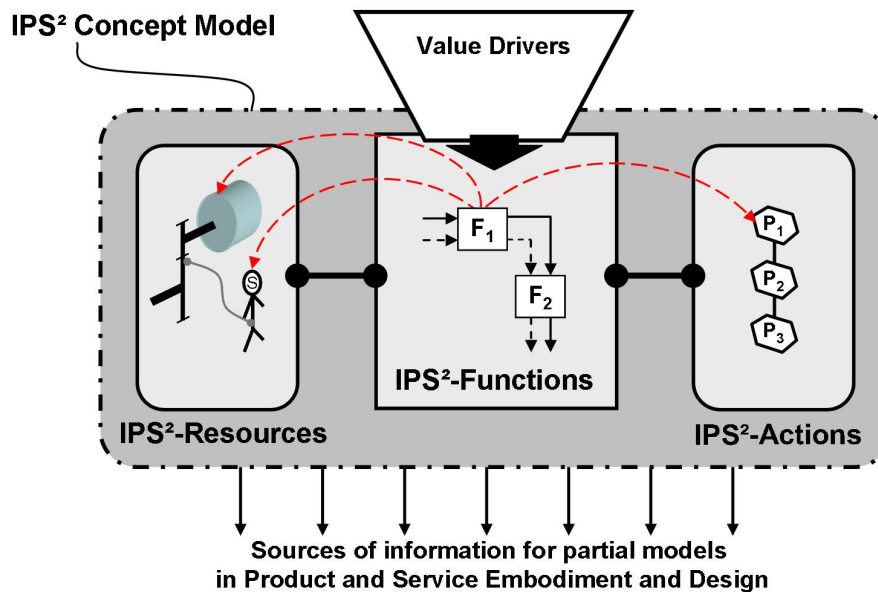 IPS² Concept Model
Value Drivers
S
F₁
F₂
P₁
P₂
P₃
IPS²-Functions
IPS²-Resources
IPS²-Actions
Sources of information for partial models
in Product and Service Embodiment and Design